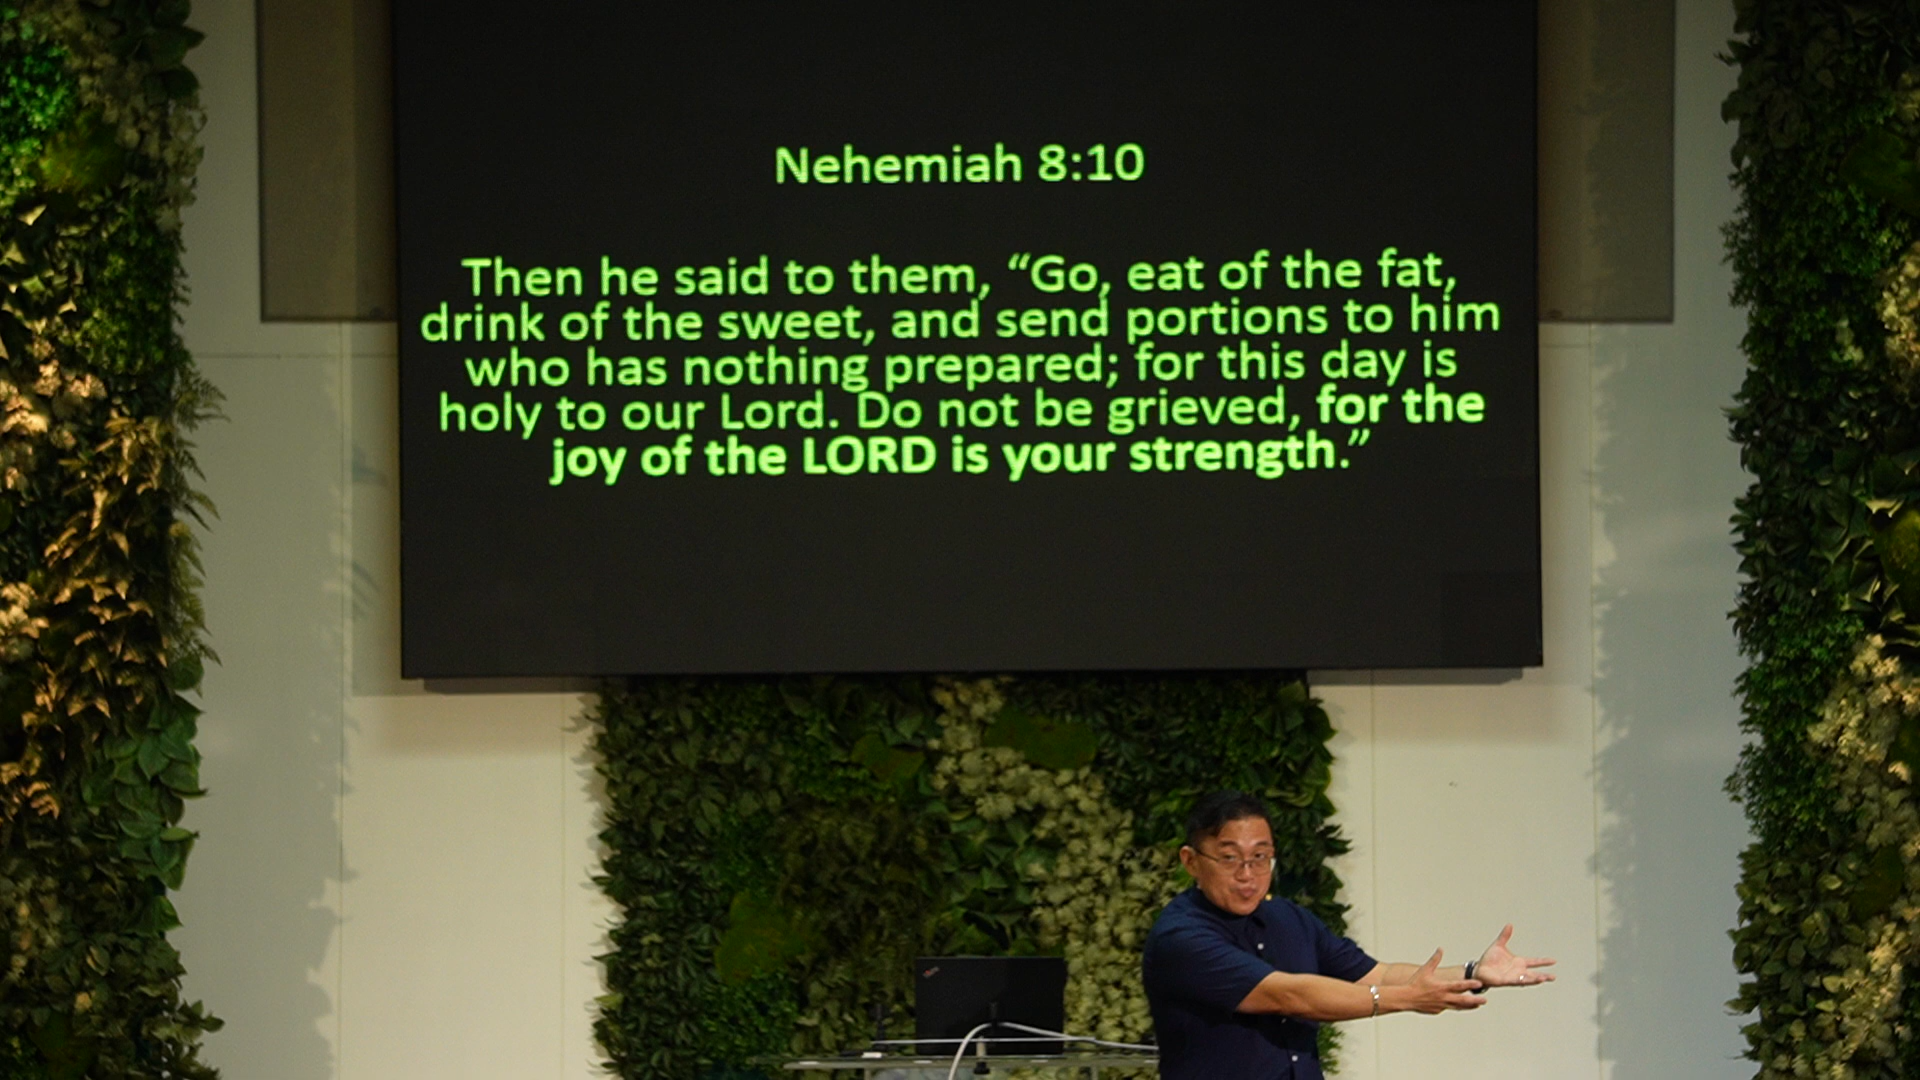 Nehemiah 8:10
Then he said to them, “Go, eat of the fat,
drink of the sweet, and send portions to him
who has nothing prepared; for this day is
holy to our Lord. Do not be grieved, for the
joy of the LORD is your strength.”